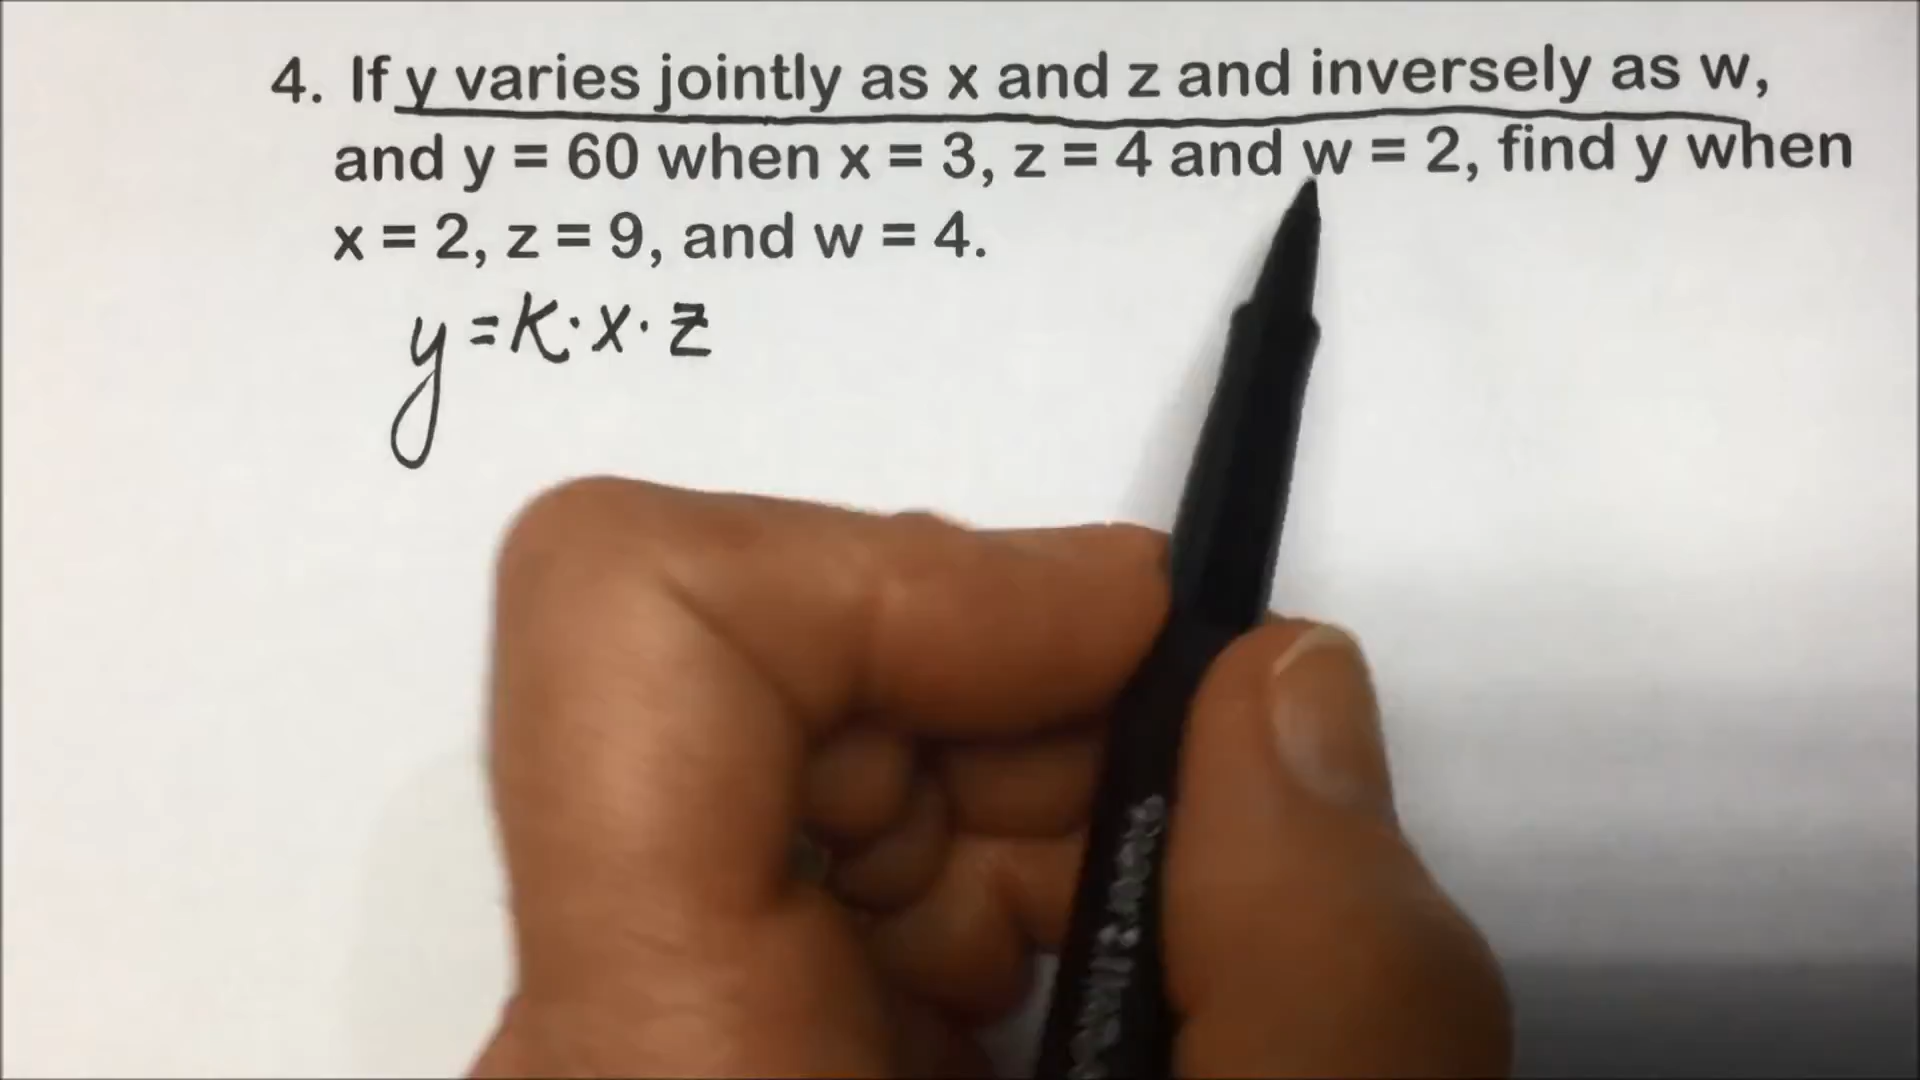 4. If y varies jointly as x and z and inversely as w,
and y = 60 when x = 3, z = 4 and w = 2, find y when
x = 2, z = 9, and w = 4.
y = K · x · z